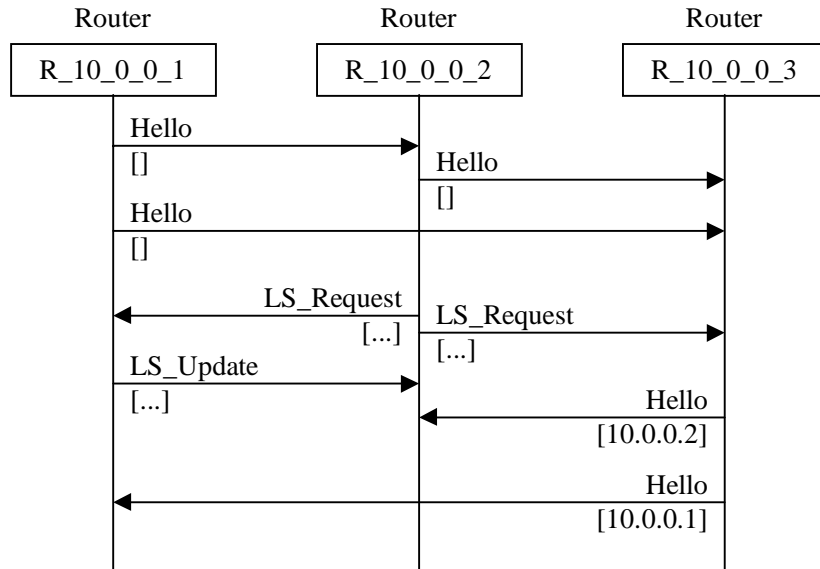 Router Router Router
R_10_0_0_1 R_10_0_0_2 R_10_0_0_3
Hello
[]
Hello
[]
Hello
[]
LS_Request
[...]
LS_Request
[...]
LS_Update
[...]
Hello
[10.0.0.2]
Hello
[10.0.0.1]